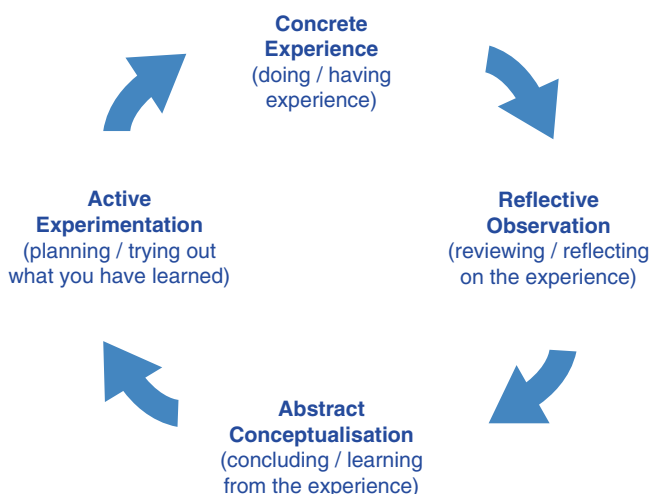 Concrete
Experience
(doing / having
experience)
Reflective
Observation
(reviewing / reflecting
on the experience)
Abstract
Conceptualisation
(concluding / learning
from the experience)
Active
Experimentation
(planning / trying out
what you have learned)